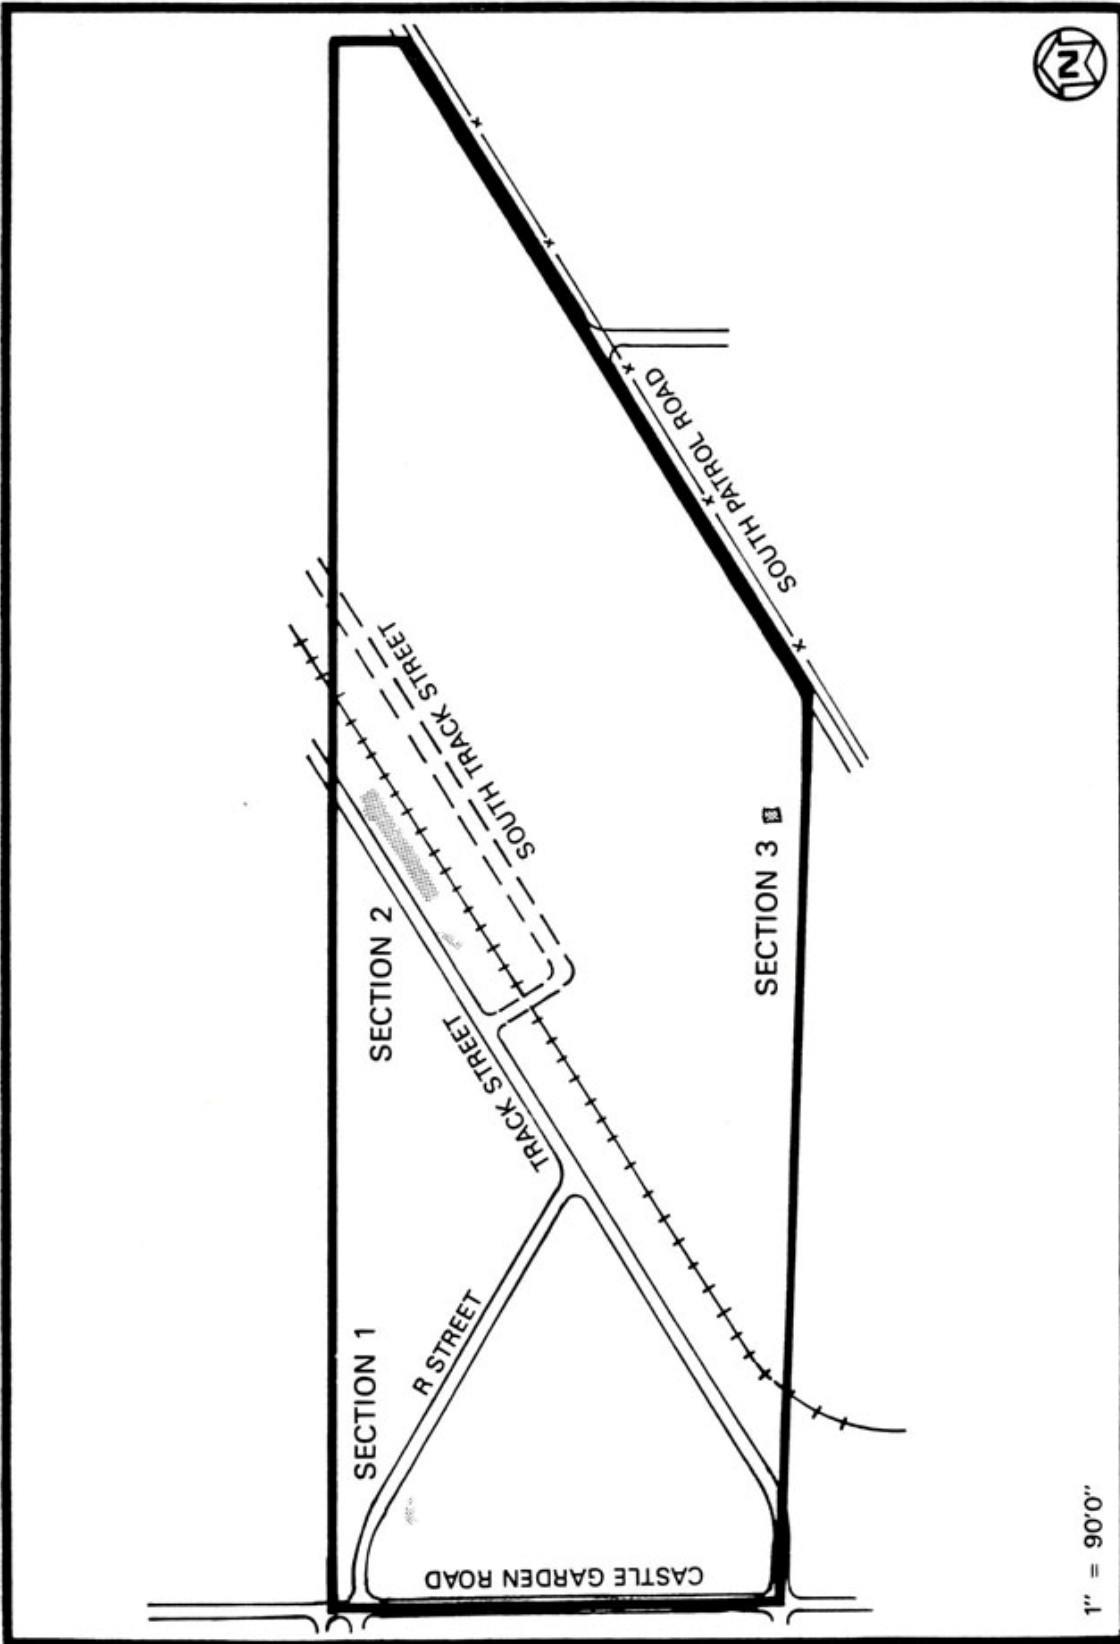 N
SECTION 1
R STREET
CASTLE GARDEN ROAD
SECTION 2
TRACK STREET
SOUTH TRACK STREET
SECTION 3
SOUTH PATROL ROAD
1" = 90'0"